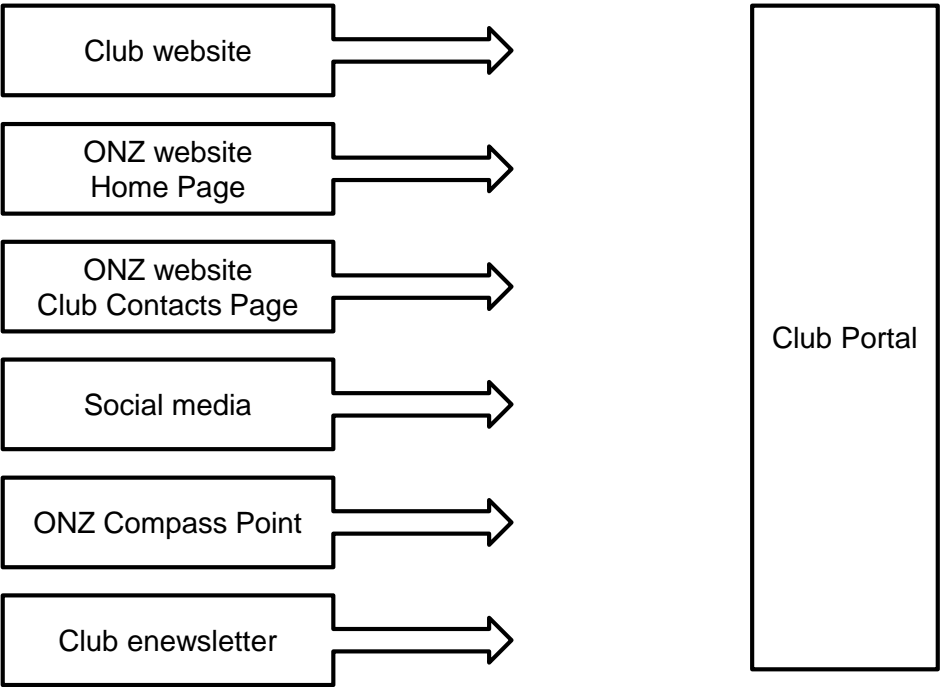 Club website
ONZ website
Home Page
ONZ website
Club Contacts Page
Social media
ONZ Compass Point
Club enewsletter
Club Portal